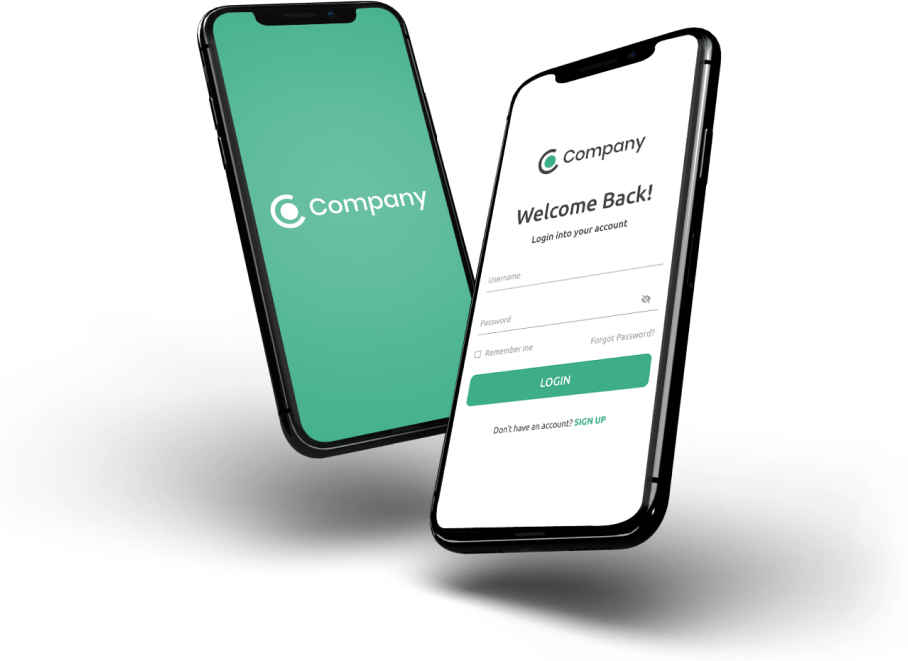 Company
Company
Welcome Back!
Login into your account
Username
Password
Remember me
Forgot Password?
LOGIN
Don't have an account? SIGN UP